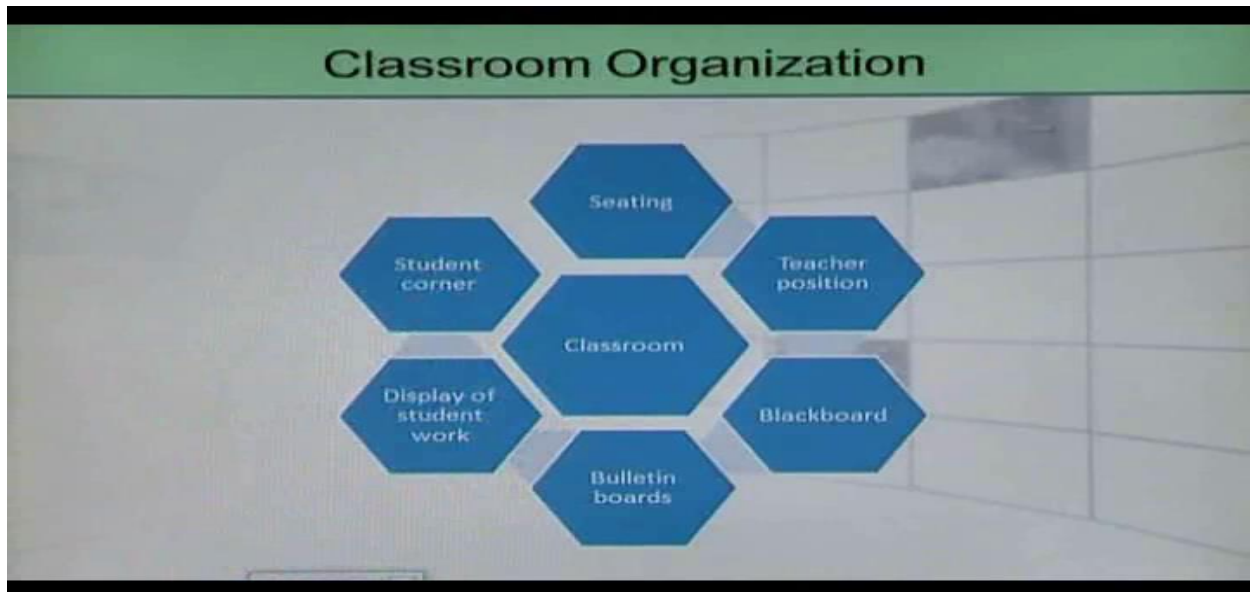 Classroom Organization
Seating
Teacher
position
Blackboard
Bulletin
boards
Display of
student
work
Student
corner
Classroom